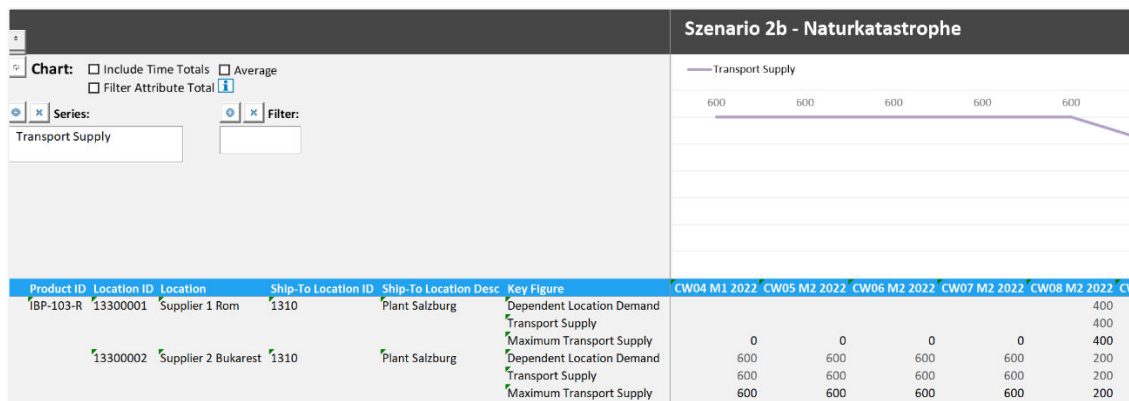 Szenario 2b - Naturkatastrophe
Chart: Include Time Totals Average
Filter Attribute Total i
Series: Filter:
Transport Supply
Transport Supply
600 600 600 600 600
Product ID Location ID Location Ship-To Location ID Ship-To Location Desc Key Figure CW04 M1 2022 CW05 M2 2022 CW06 M2 2022 CW07 M2 2022 CW08 M2 2022
IBP-103-R 13300001 Supplier 1 Rom 1310 Plant Salzburg Dependent Location Demand 400
Transport Supply 400
Maximum Transport Supply 0 0 0 0 400
13300002 Supplier 2 Bukarest 1310 Plant Salzburg Dependent Location Demand 600 600 600 600 200
Transport Supply 600 600 600 600 200
Maximum Transport Supply 600 600 600 600 200